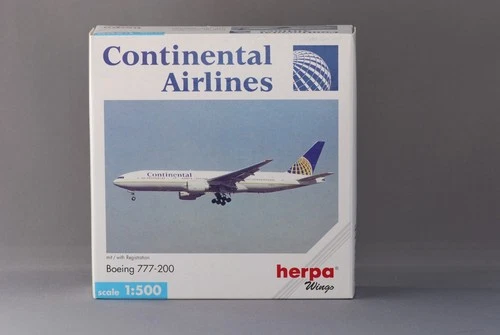 Continental
Airlines
Continental
mit / with Registration
Boeing 777-200
scale 1:500
herpa®
Wings